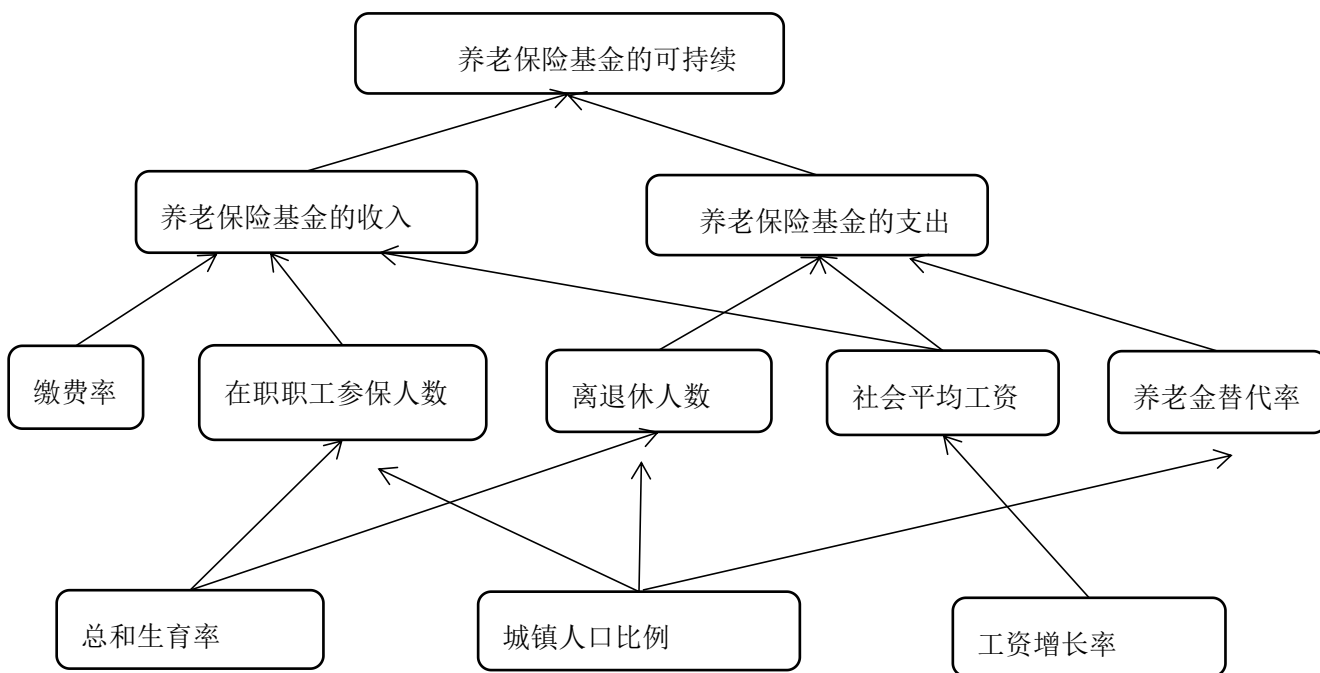 养老保险基金的可持续
养老保险基金的收入
养老保险基金的支出
缴费率
在职职工参保人数
离退休人数
社会平均工资
养老金替代率
总和生育率
城镇人口比例
工资增长率